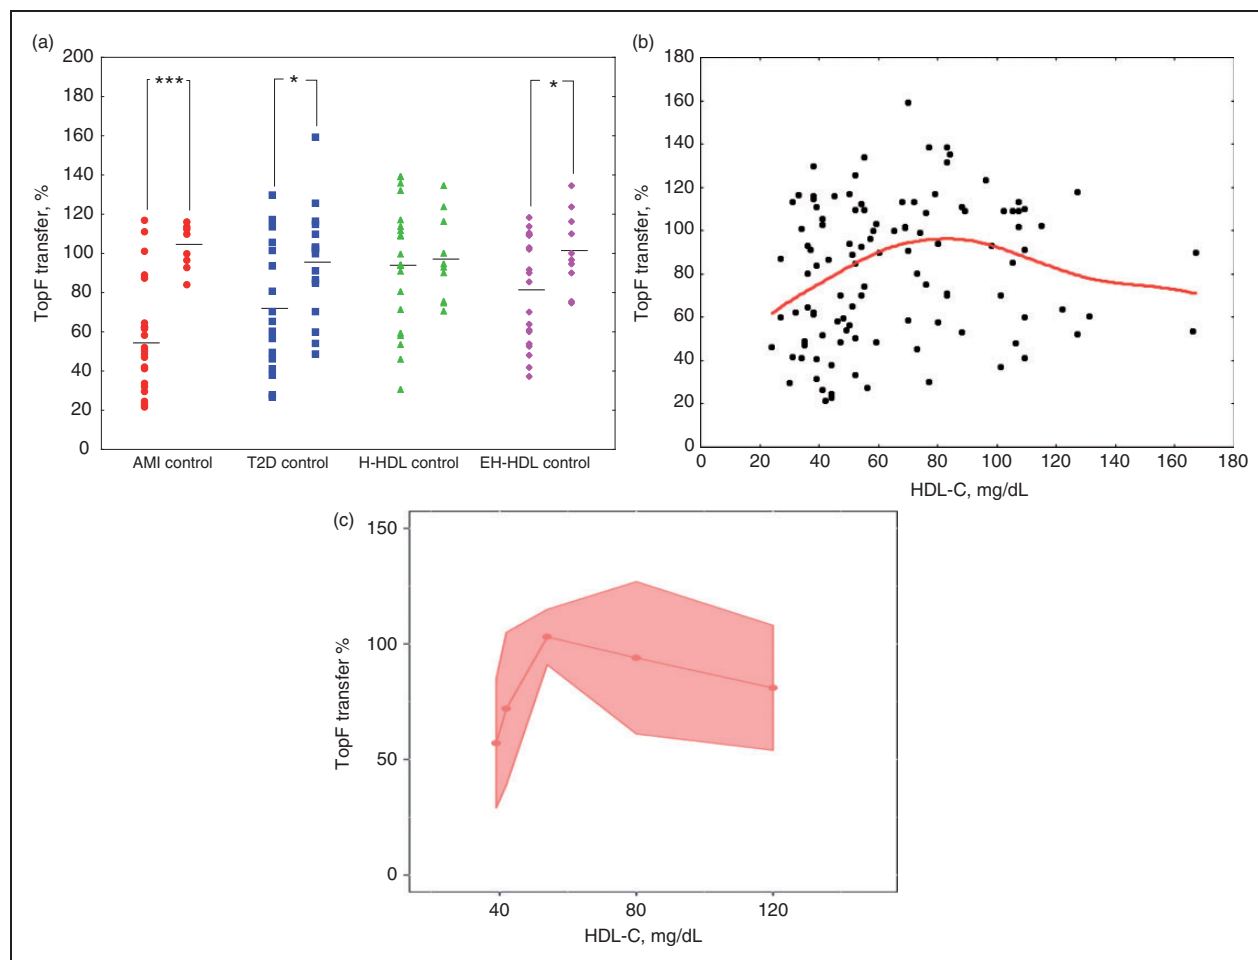 (a)
TopF transfer, %
200
180
160
140
120
100
80
60
40
20
0
***
*
*
AMI control
T2D control
H-HDL control
EH-HDL control
(b)
TopF transfer, %
180
160
140
120
100
80
60
40
20
0
0 20 40 60 80 100 120 140 160 180
HDL-C, mg/dL
(c)
TopF transfer %
150
100
50
0
40 80 120
HDL-C, mg/dL